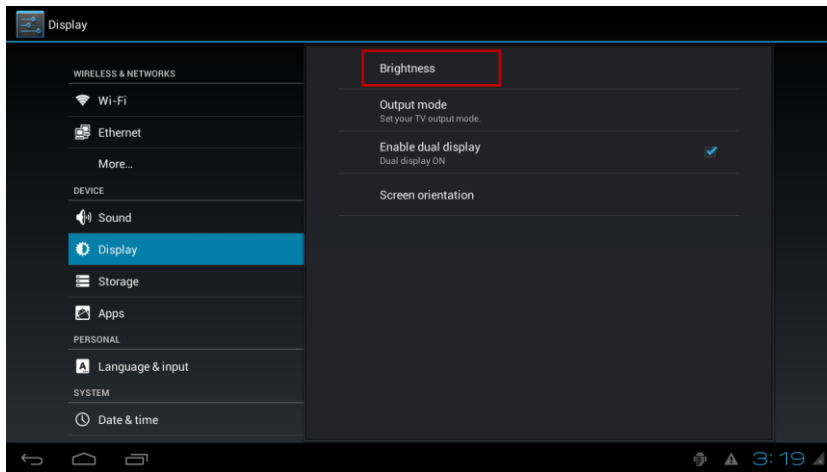 Display
WIRELESS & NETWORKS
Wi-Fi
Ethernet
More...
DEVICE
Sound
Display
Storage
Apps
PERSONAL
A
Language & input
SYSTEM
Date & time
Brightness
Output mode
Set your TV output mode.
Enable dual display
Dual display ON
Screen orientation
3:19